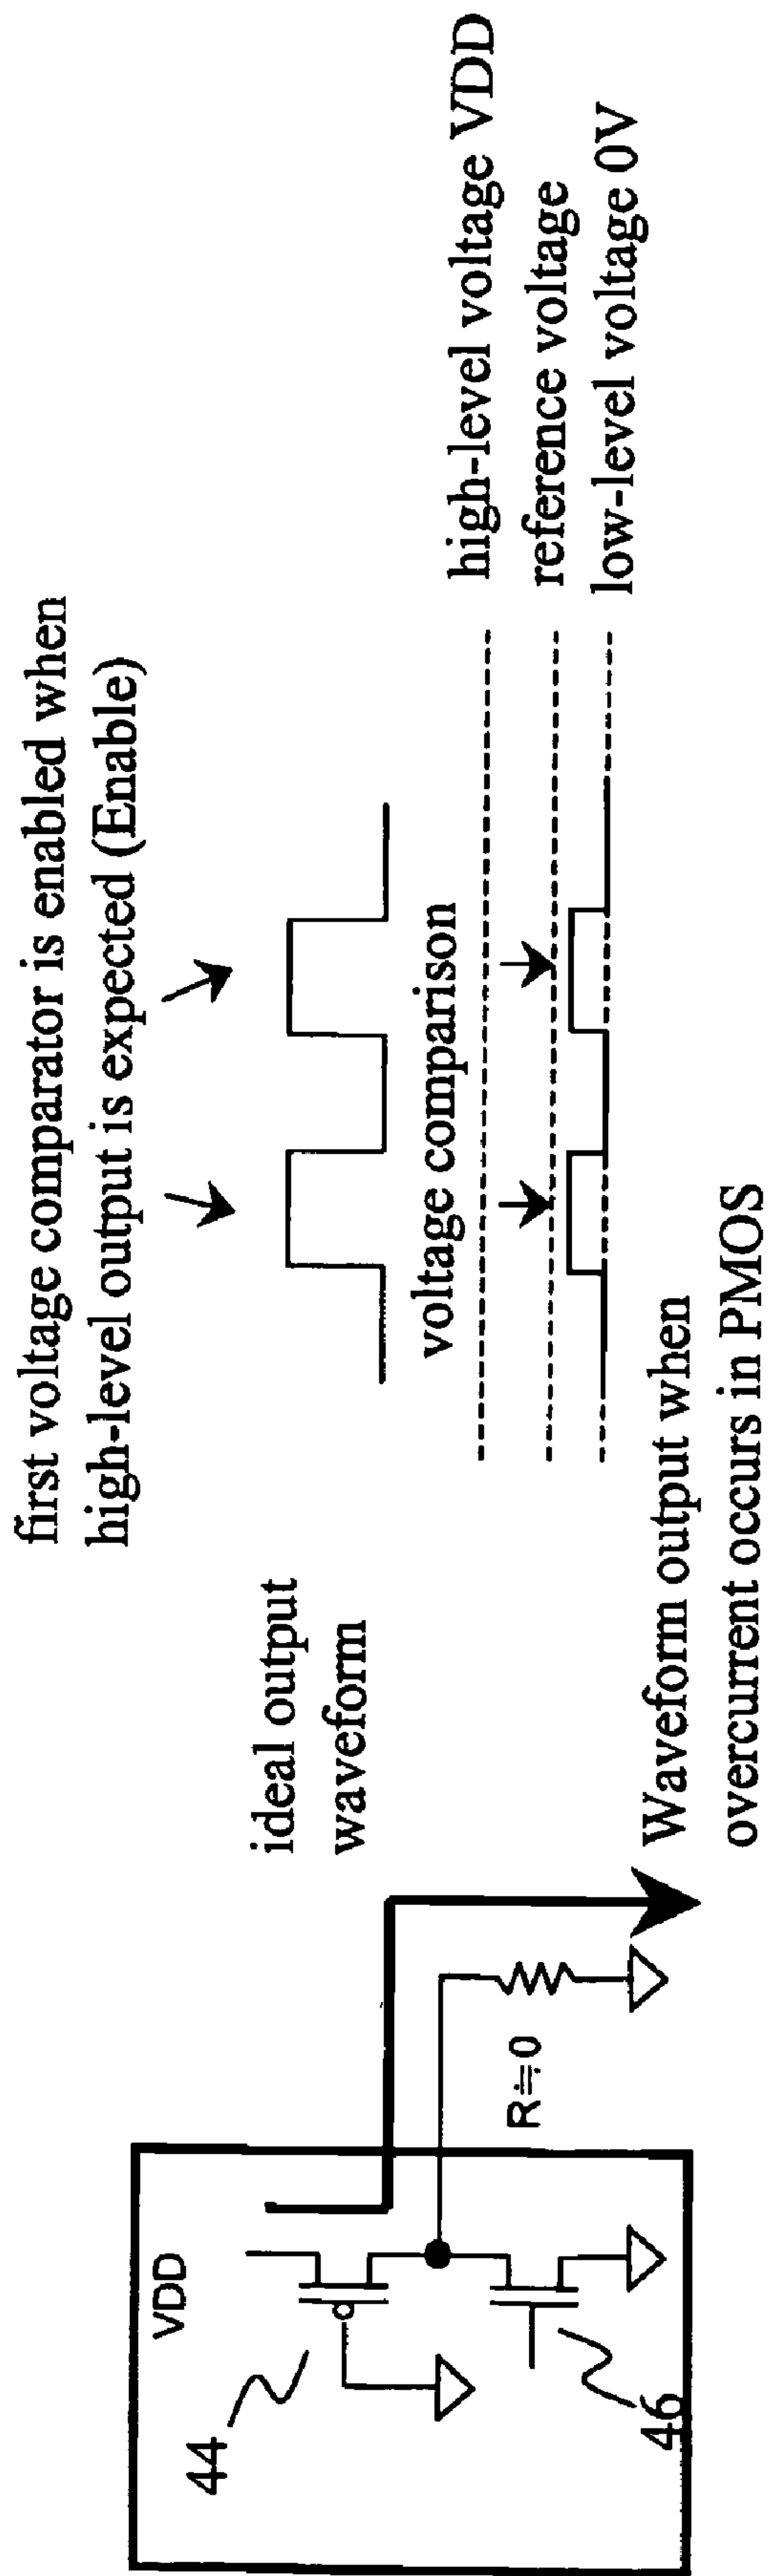 first voltage comparator is enabled when
high-level output is expected (Enable)
ideal output
waveform
voltage comparison
high-level voltage VDD
reference voltage
low-level voltage 0V
Waveform output when
overcurrent occurs in PMOS
VDD
44
46
R≒0